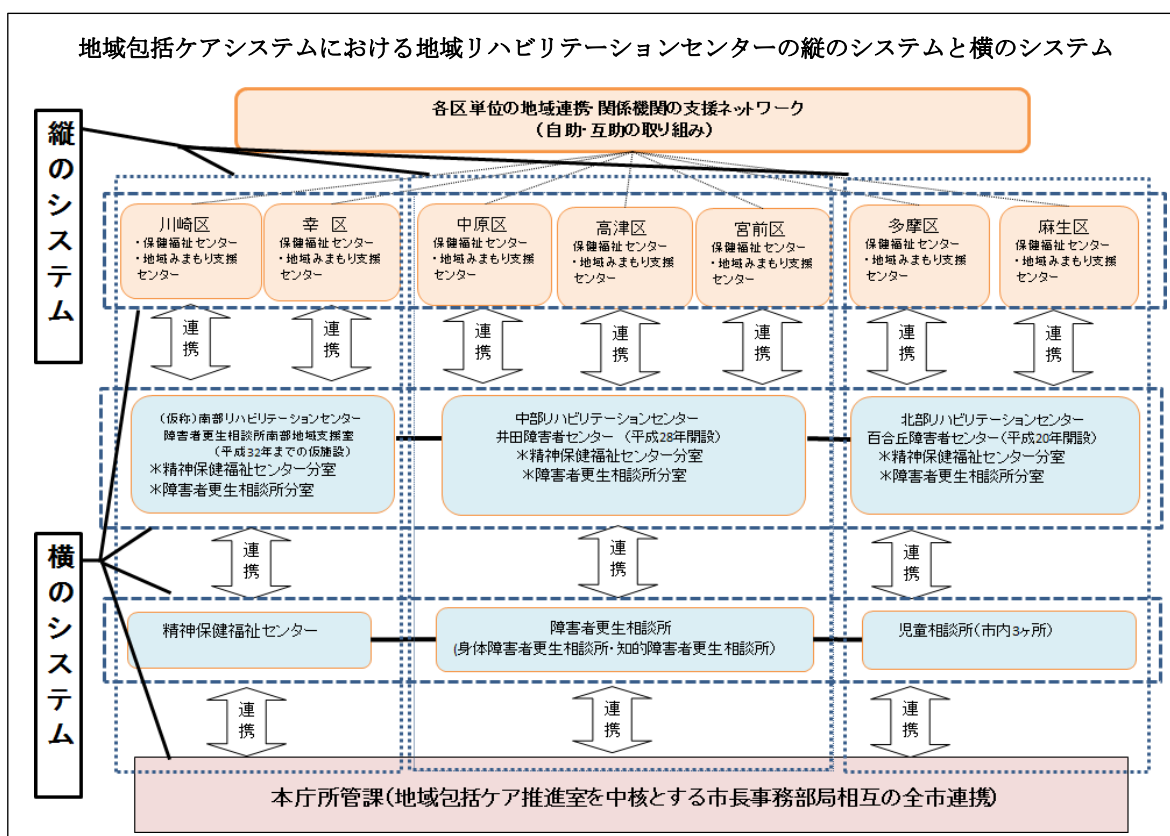 地域包括ケアシステムにおける地域リハビリテーションセンターの縦のシステムと横のシステム
各区単位の地域連携・関係機関の支援ネットワーク
（自助・互助の取り組み）
縦のシステム
川崎区
・保健福祉センター
・地域みまもり支援
センター
幸 区
保健福祉センター
・地域みまもり支援
センター
中原区
保健福祉センター
・地域みまもり支援
センター
高津区
保健福祉センター
・地域みまもり支援
センター
宮前区
保健福祉センター
・地域みまもり支援
センター
多摩区
保健福祉センター
・地域みまもり支援
センター
麻生区
保健福祉センター
・地域みまもり支援
センター
連携
連携
連携
連携
連携
連携
連携
（仮称）南部リハビリテーションセンター
障害者更生相談所南部地域支援室
（平成32年までの仮施設）
＊精神保健福祉センター分室
＊障害者更生相談所分室
中部リハビリテーションセンター
井田障害者センター （平成28年開設）
＊精神保健福祉センター分室
＊障害者更生相談所分室
北部リハビリテーションセンター
百合丘障害者センター（平成20年開設）
＊精神保健福祉センター分室
＊障害者更生相談所分室
横のシステム
連携
連携
連携
精神保健福祉センター
障害者更生相談所
(身体障害者更生相談所・知的障害者更生相談所）
児童相談所（市内3ヶ所）
連携
連携
連携
本庁所管課（地域包括ケア推進室を中核とする市長事務部局相互の全市連携）